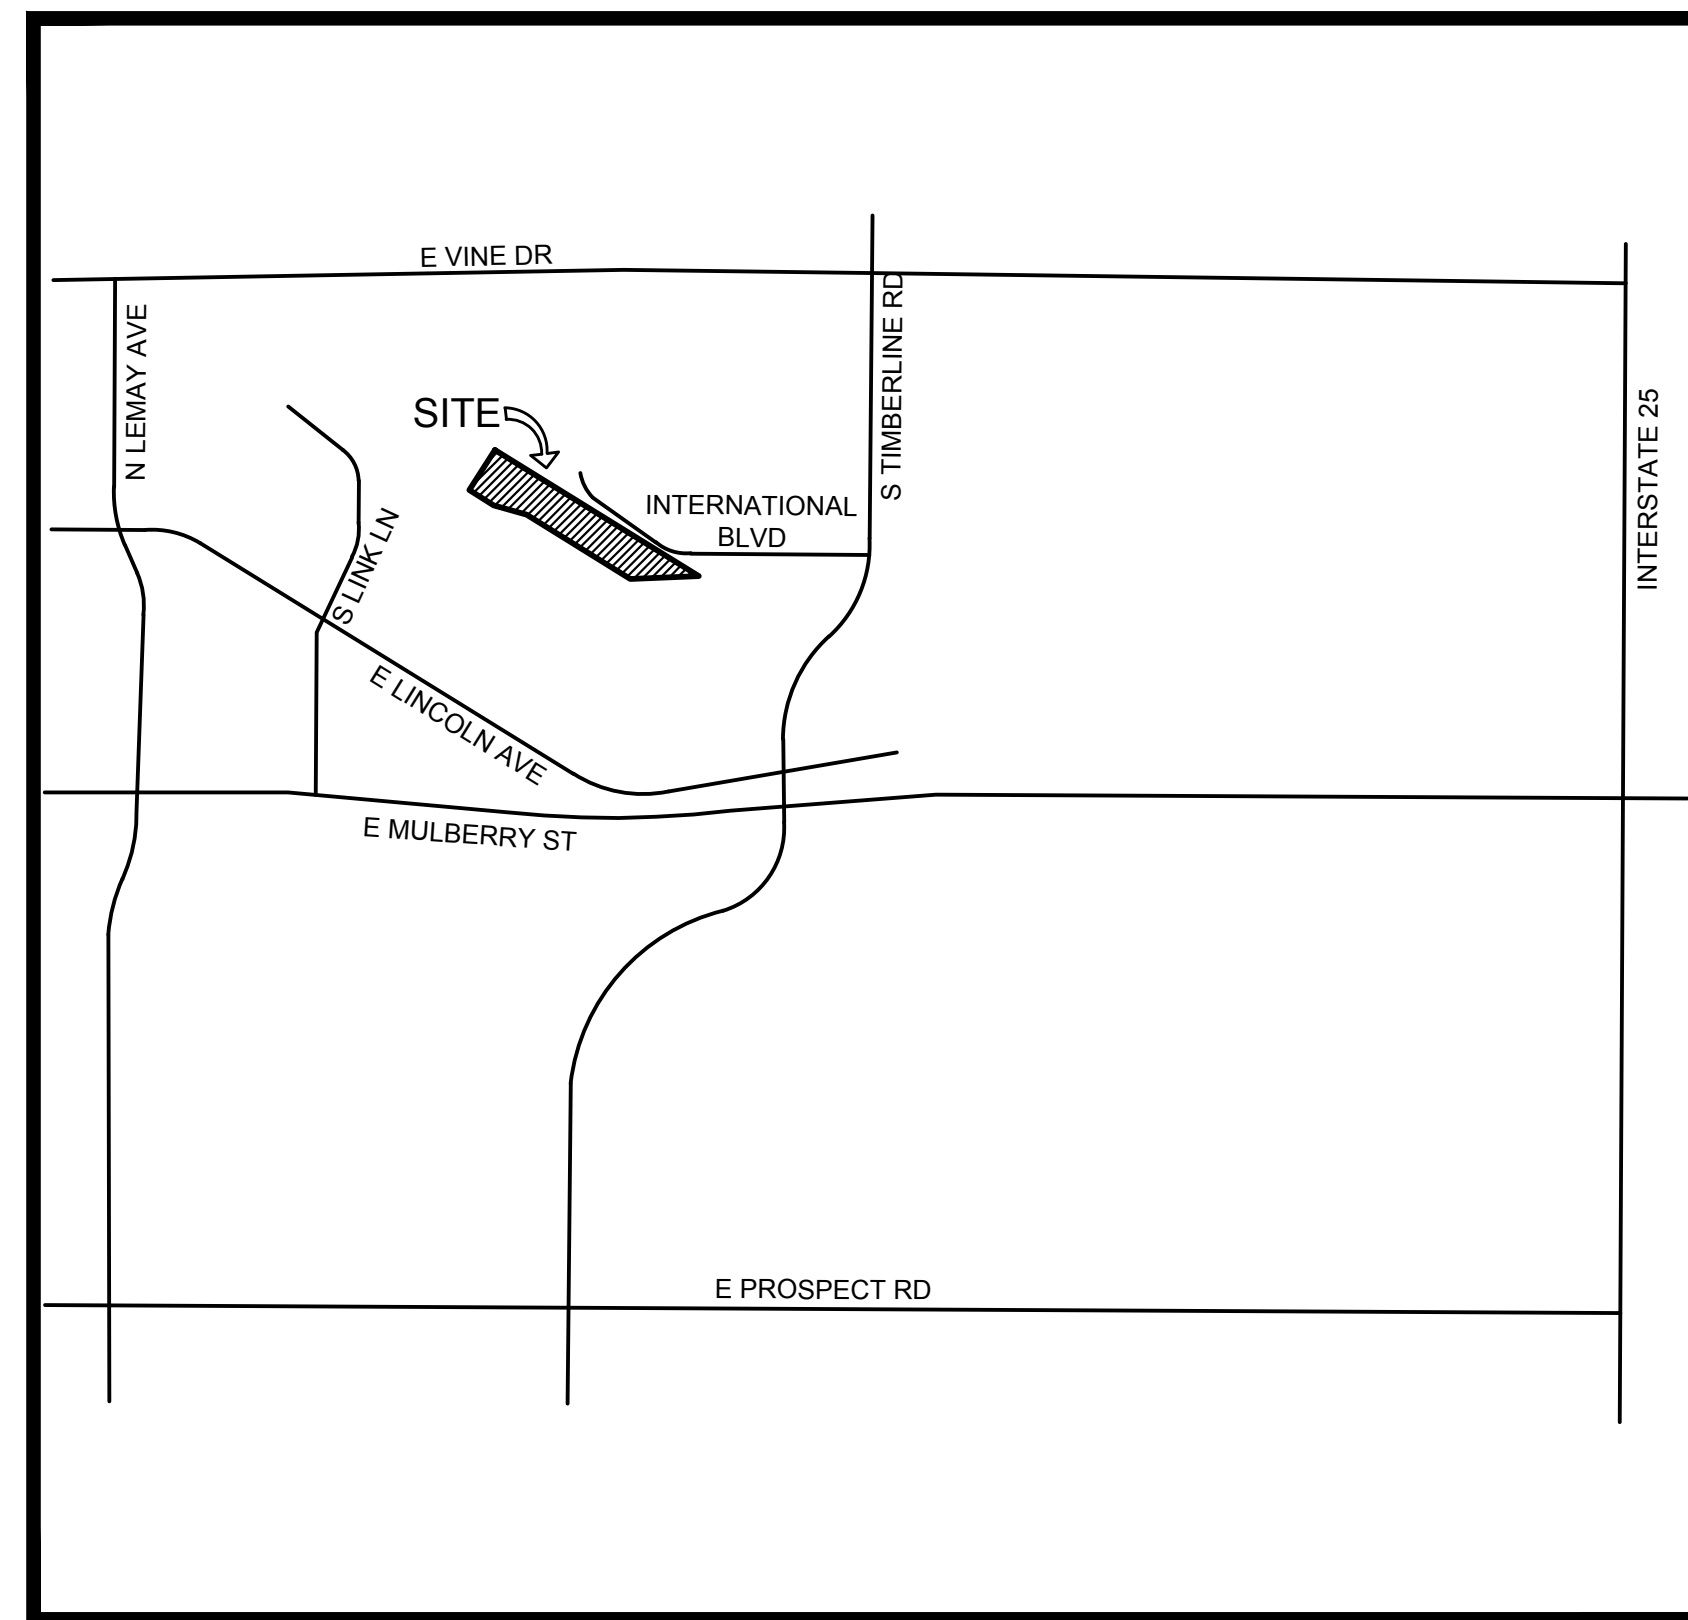 E VINE DR
N LEMAY AVE
S TIMBERLINE RD
INTERSTATE 25
SITE
INTERNATIONAL
BLVD
S LINK LN
E LINCOLN AVE
E MULBERRY ST
E PROSPECT RD